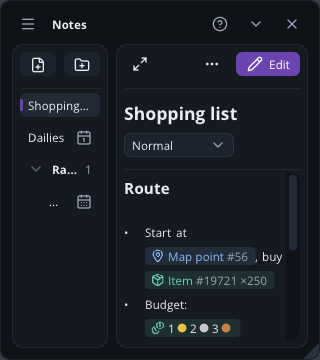 Notes
Edit
Shopping...
Dailies
Ra... 1
...
Shopping list
Normal
Route
• Start at
Map point #56 , buy
Item #19721 ×250
• Budget:
1 2 3